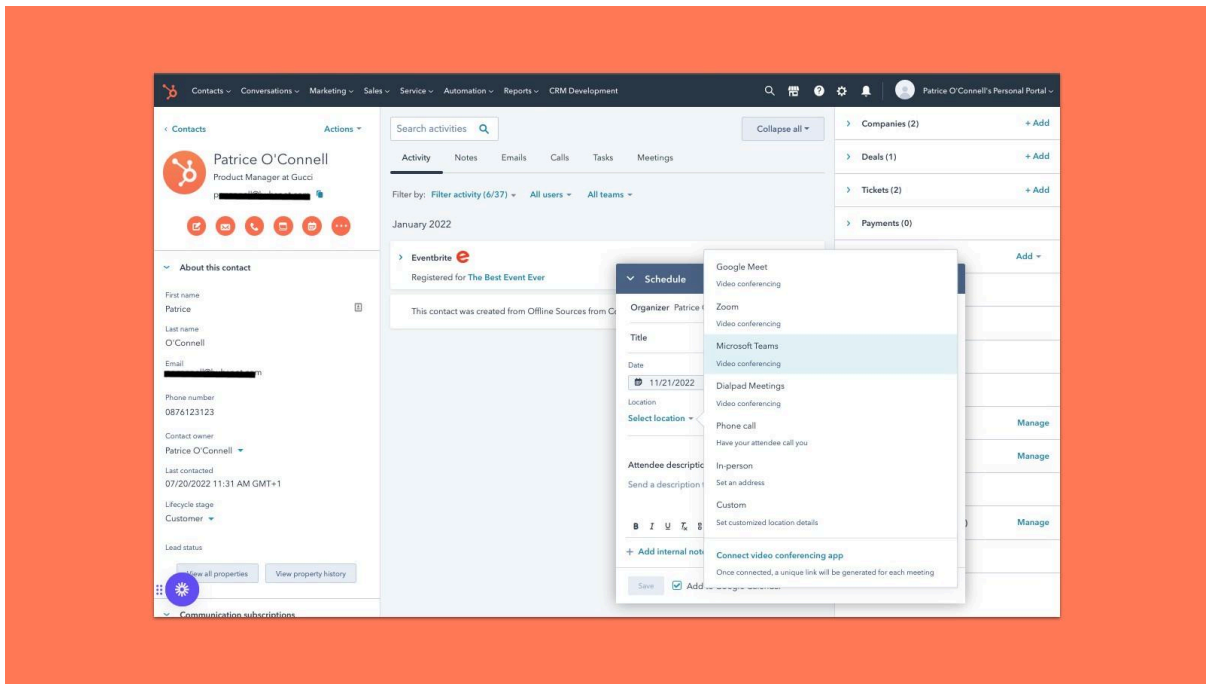 Contacts Conversations Marketing Sales Service Automation Reports CRM Development
Patrice O'Connell's Personal Portal
Contacts
Actions
Patrice O'Connell
Product Manager at Gucci
About this contact
First name
Patrice
Last name
O'Connell
Email
Phone number
0876123123
Contact owner
Patrice O'Connell
Last contacted
07/20/2022 11:31 AM GMT+1
Lifecycle stage
Customer
Lead status
View all properties
View property history
Communication subscriptions
Search activities
Collapse all
Activity Notes Emails Calls Tasks Meetings
Filter by: Filter activity (6/37) All users All teams
January 2022
Eventbrite
Registered for The Best Event Ever
This contact was created from Offline Sources from
Schedule
Organizer Patrice
Title
Date
11/21/2022
Location
Select location
Attendee
Send a description
B I U
+ Add internal
Save
Add
Google Meet
Video conferencing
Zoom
Video conferencing
Microsoft Teams
Video conferencing
Dialpad Meetings
Video conferencing
Phone call
Have your attendee call you
In-person
Set an address
Custom
Set customized location details
Connect video conferencing app
Once connected, a unique link will be generated for each meeting
Companies (2)
+ Add
Deals (1)
+ Add
Tickets (2)
+ Add
Payments (0)
Add
Manage
Manage
Manage